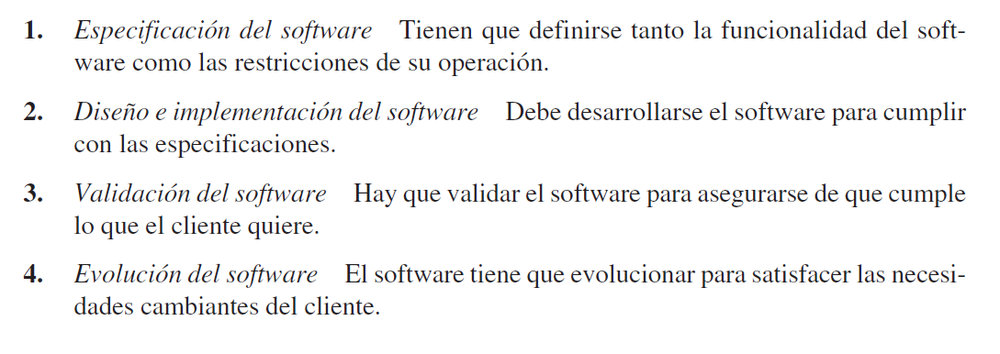 1. Especificación del software Tienen que definirse tanto la funcionalidad del soft-
ware como las restricciones de su operación.
2. Diseño e implementación del software Debe desarrollarse el software para cumplir
con las especificaciones.
3. Validación del software Hay que validar el software para asegurarse de que cumple
lo que el cliente quiere.
4. Evolución del software El software tiene que evolucionar para satisfacer las necesi-
dades cambiantes del cliente.